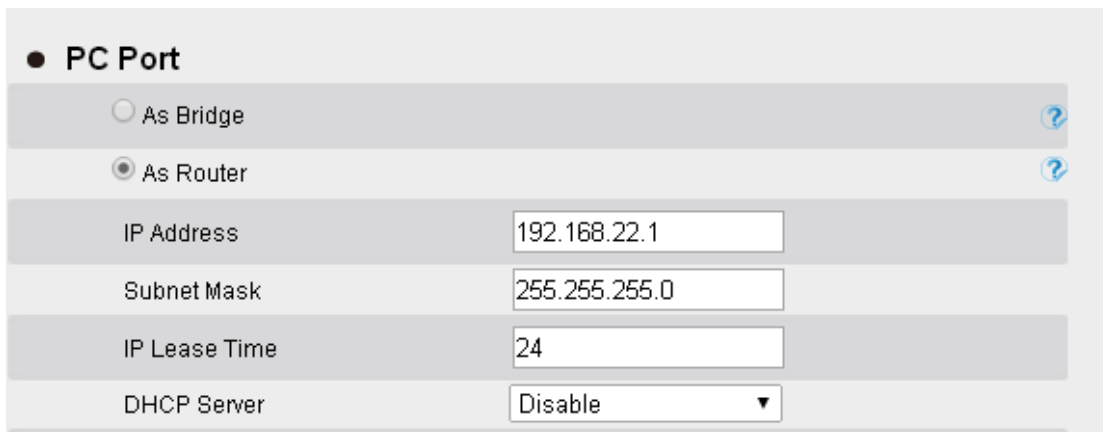 PC Port
As Bridge
As Router
IP Address 192.168.22.1
Subnet Mask 255.255.255.0
IP Lease Time 24
DHCP Server Disable